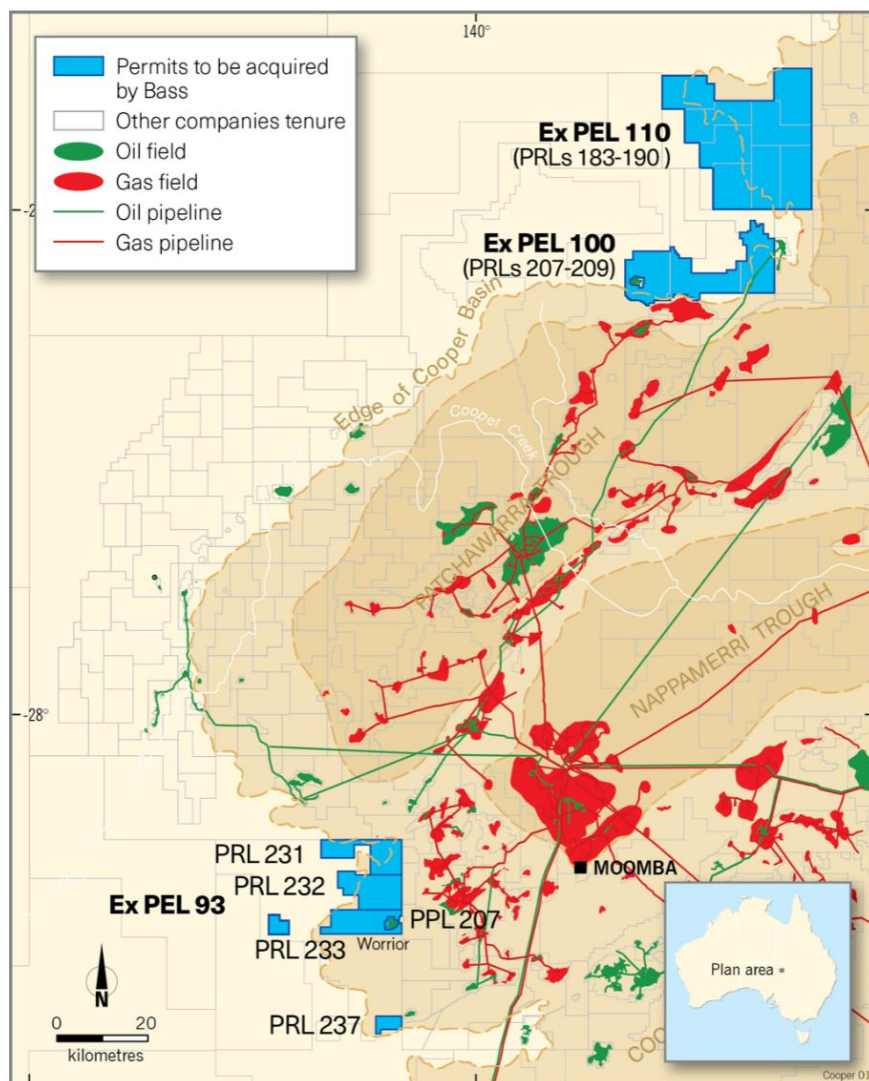 140°
Permits to be acquired
by Bass
Other companies tenure
Oil field
Gas field
Oil pipeline
Gas pipeline
Ex PEL 110
(PRLs 183-190 )
8
Ex PEL 100
(PRLs 207-209)
Edge of Cooper Basin
Cooper Creek
PATCHAWARRA TROUGH
NAPPAMERRI TROUGH
-28°
PRL 231
MOOMBA
PRL 232
Ex PEL 93
PPL 207
PRL 233
Worrior
Plan area
N
0 20
kilometres
PRL 237
Cooper 01